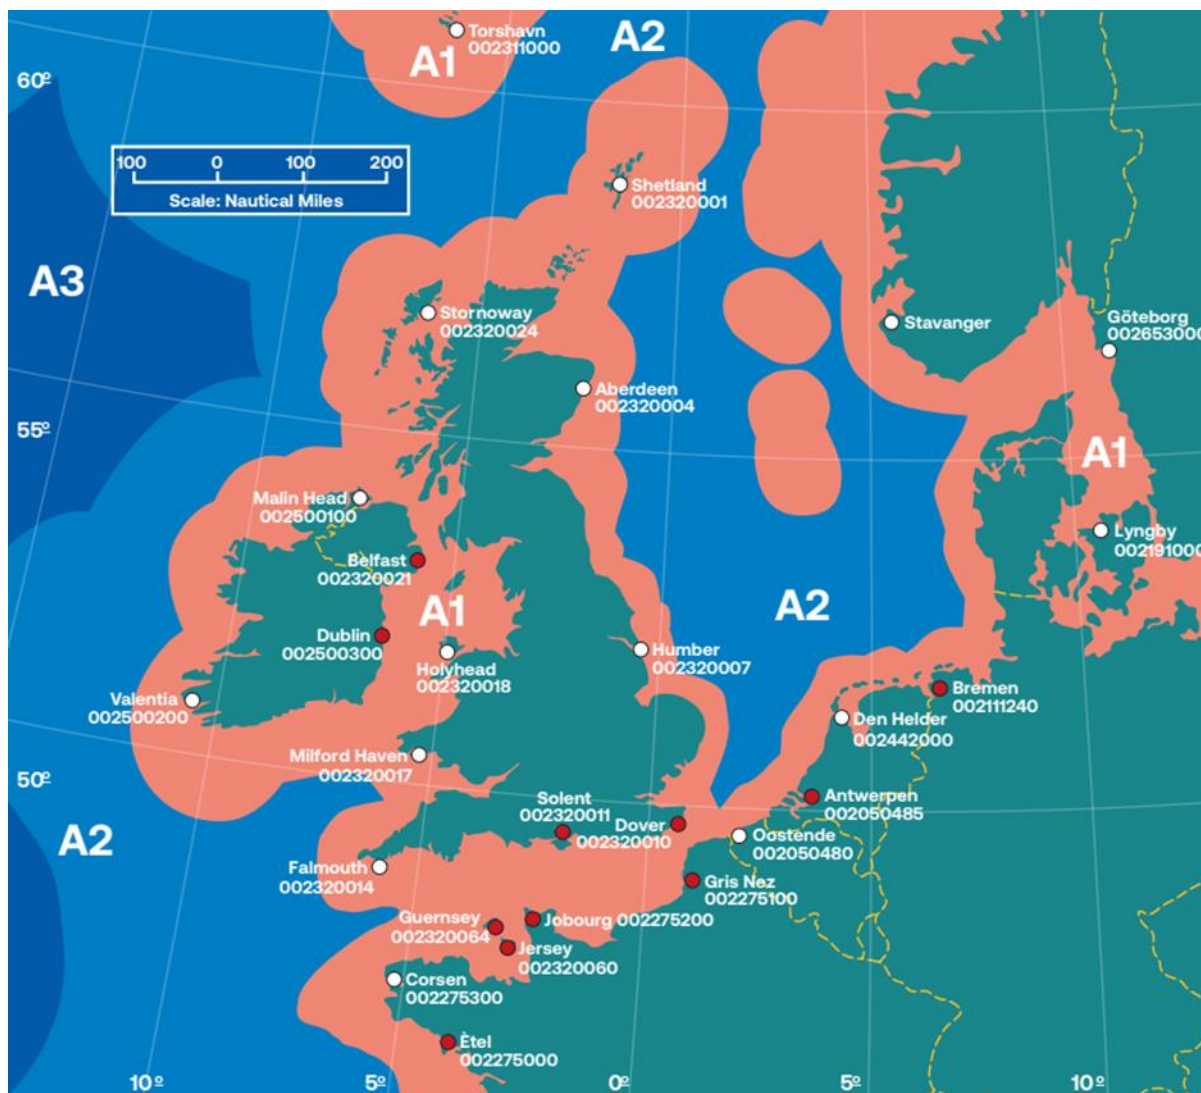 Torshavn
002311000
A1
A2
60º
100 0 100 200
Scale: Nautical Miles
Shetland
002320001
A3
Stornoway
002320024
Stavanger
Göteborg
002653000
Aberdeen
002320004
55º
A1
Malin Head
002500100
Lyngby
002191000
Belfast
002320021
A1
A2
Dublin
002500300
Holyhead
002320018
Humber
002320007
Valentia
002500200
Bremen
002111240
Den Helder
002442000
Milford Haven
002320017
50º
Solent
002320011
Dover
002320010
Antwerpen
002050485
A2
Oostende
002050480
Falmouth
002320014
Gris Nez
002275100
Guernsey
002320064
Jobourg 002275200
Jersey
002320060
Corsen
002275300
Ètel
002275000
10º 5º 0º 5º 10º